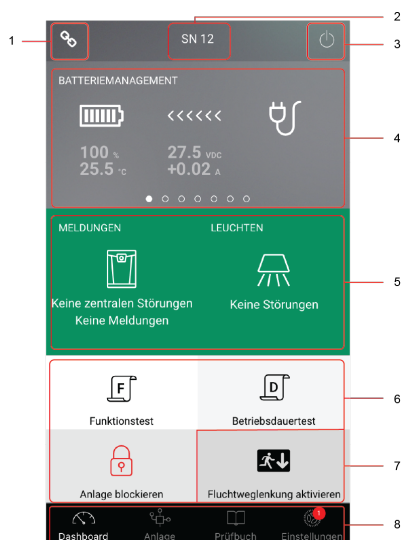 1
2
SN 12
3
BATTERIEMANAGEMENT
<<<<<<
100 %
27.5 VDC
25.5 °C
+0.02 A
4
MELDUNGEN
LEUCHTEN
Keine zentralen Störungen
Keine Meldungen
Keine Störungen
5
F
D
Funktionstest
Betriebsdauertest
6
Anlage blockieren
Fluchtweglenkung aktivieren
7
1
Dashboard
Anlage
Prüfbuch
Einstellungen
8